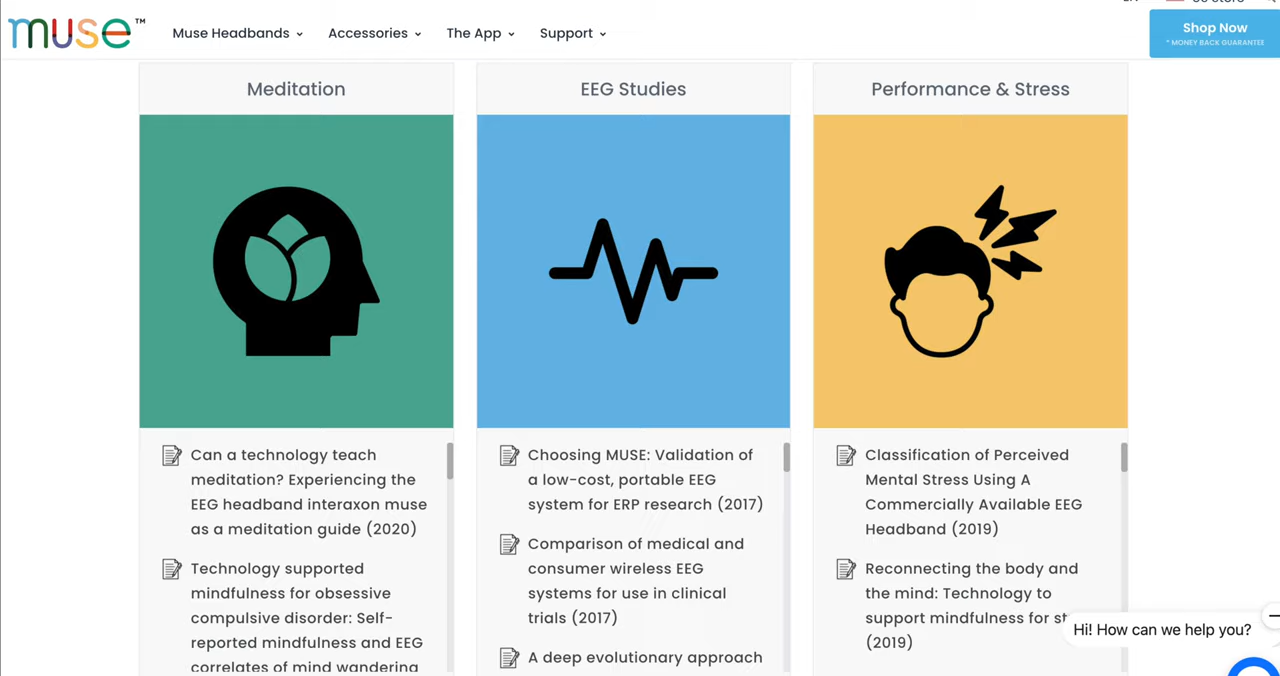 muse™
Muse Headbands
Accessories
The App
Support
Shop Now
* MONEY BACK GUARANTEE
Meditation
Can a technology teach
meditation? Experiencing the
EEG headband interaxon muse
as a meditation guide (2020)
Technology supported
mindfulness for obsessive
compulsive disorder: Self-
reported mindfulness and EEG
correlates of mind wandering
EEG Studies
Choosing MUSE: Validation of
a low-cost, portable EEG
system for ERP research (2017)
Comparison of medical and
consumer wireless EEG
systems for use in clinical
trials (2017)
A deep evolutionary approach
Performance & Stress
Classification of Perceived
Mental Stress Using A
Commercially Available EEG
Headband (2019)
Reconnecting the body and
the mind: Technology to
support mindfulness for st
(2019)
Hi! How can we help you?